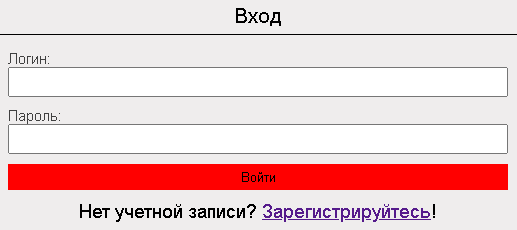 Вход
Логин:
Пароль:
Войти
Нет учетной записи? Зарегистрируйтесь!